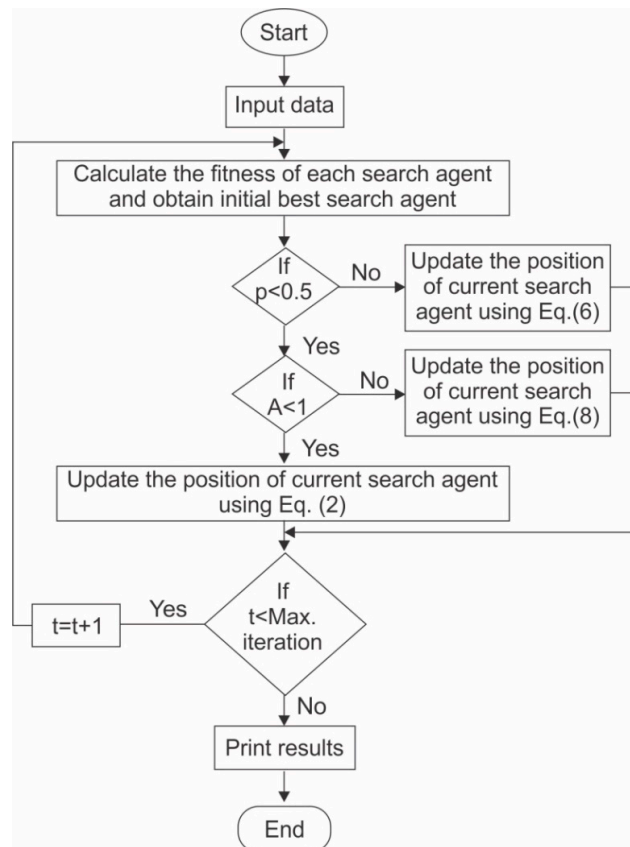 Start
Input data
Calculate the fitness of each search agent
and obtain initial best search agent
If
p<0.5
No
Update the position
of current search
agent using Eq.(6)
Yes
If
A<1
No
Update the position
of current search
agent using Eq.(8)
Yes
Update the position of current search agent
using Eq. (2)
If
t<Max.
iteration
Yes
t=t+1
No
Print results
End